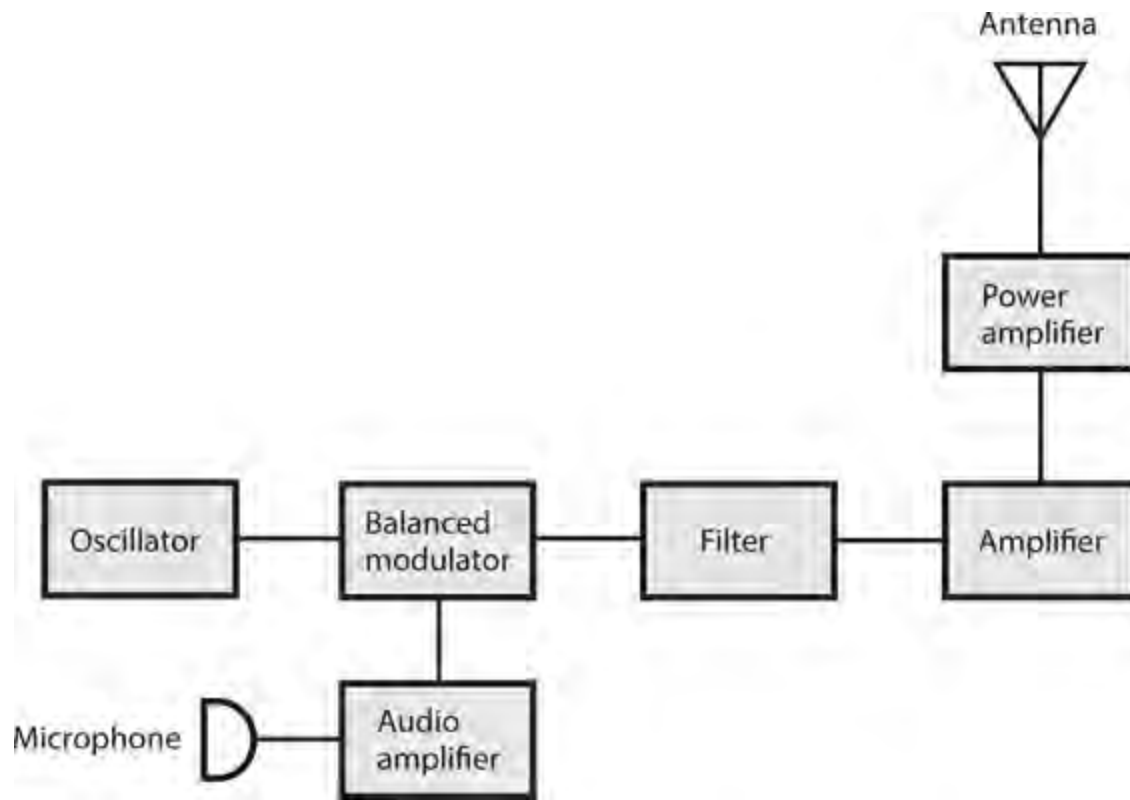 Antenna
Power
amplifier
Oscillator
Balanced
modulator
Filter
Amplifier
Microphone
Audio
amplifier